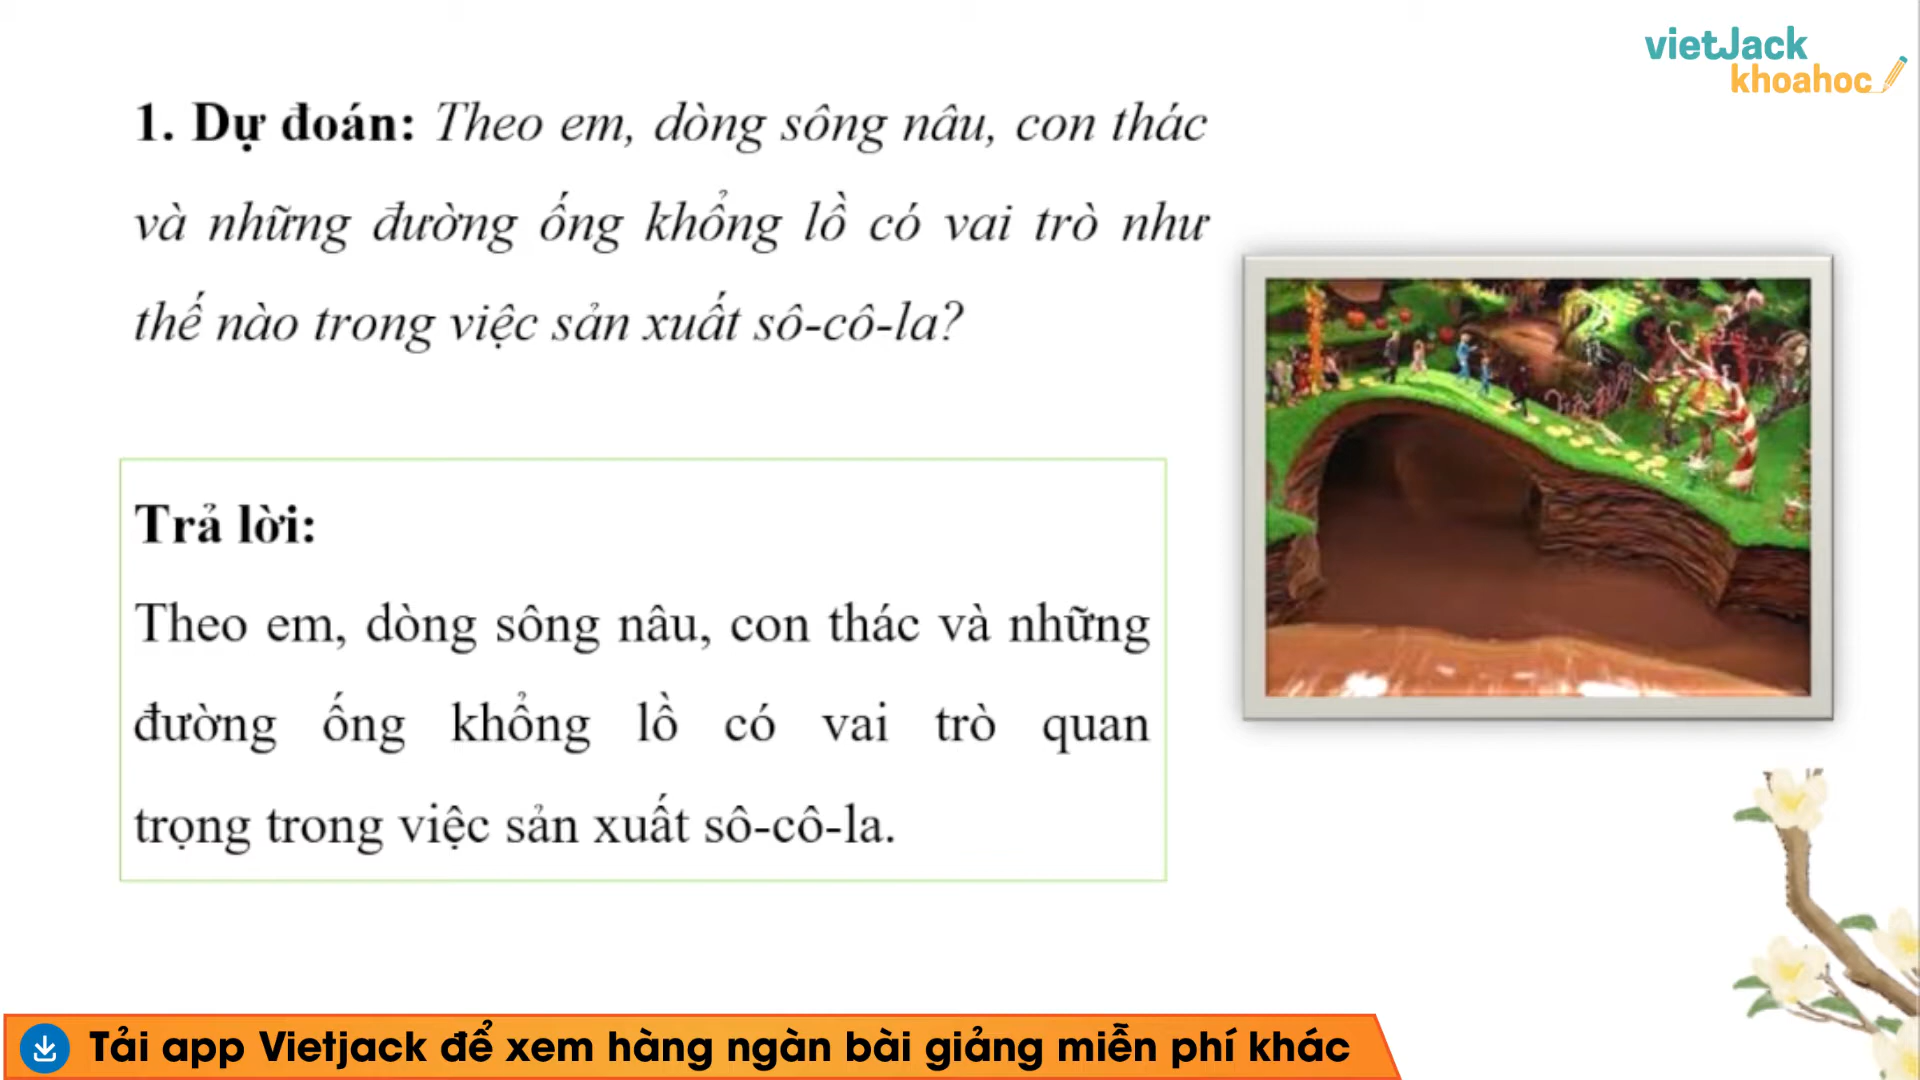 vietJack
khoahoc
1. Dự đoán: Theo em, dòng sông nâu, con thác
và những đường ống khổng lồ có vai trò như
thế nào trong việc sản xuất sô-cô-la?
Trả lời:
Theo em, dòng sông nâu, con thác và những
đường ống khổng lồ có vai trò quan
trọng trong việc sản xuất sô-cô-la.
Tải app Vietjack để xem hàng ngàn bài giảng miễn phí khác